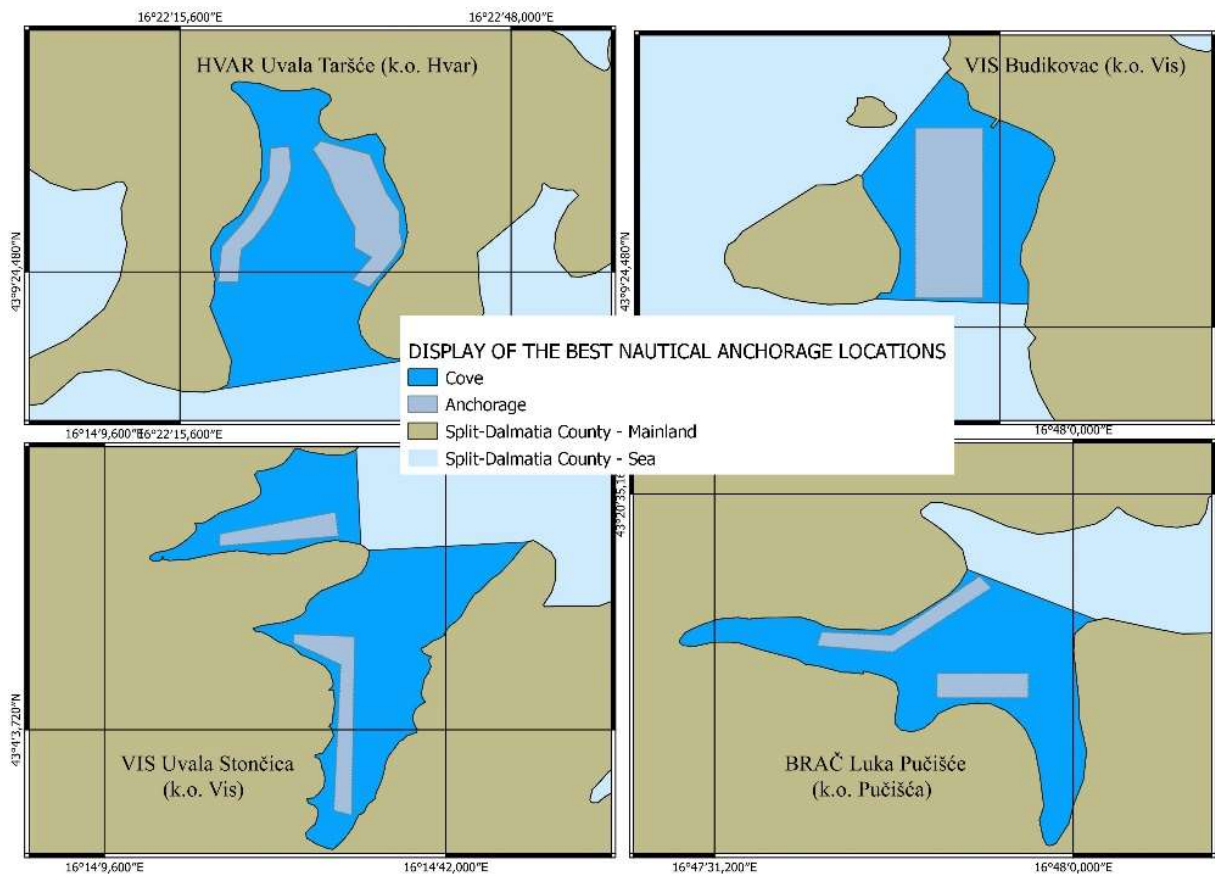 16°22'15,600"E
16°22'48,000"E
HVAR Uvala Taršće (k.o. Hvar)
VIS Budikovac (k.o. Vis)
43°9'24,480"N
43°9'24,480"N
DISPLAY OF THE BEST NAUTICAL ANCHORAGE LOCATIONS
Cove
Anchorage
Split-Dalmatia County - Mainland
Split-Dalmatia County - Sea
16°14'9,600"E
16°22'15,600"E
16°48'0,000"E
43°4'3,720"N
VIS Uvala Stončica
(k.o. Vis)
BRAČ Luka Pučišće
(k.o. Pučišća)
16°14'9,600"E
16°14'42,000"E
16°47'31,200"E
16°48'0,000"E